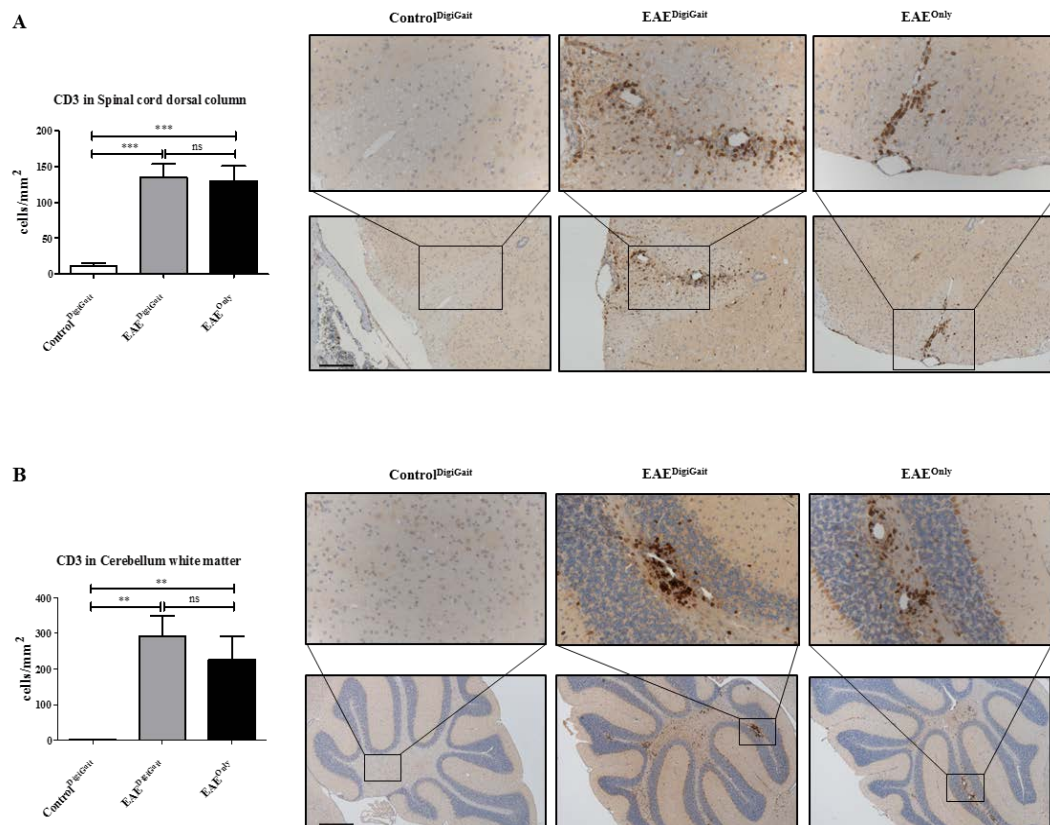 A
Control^DigiGait EAE^DigiGait EAE^Only
CD3 in Spinal cord dorsal column
***
*** ns
cells/mm²
200
150
100
50
0
Control^DigiGait EAE^DigiGait EAE^Only
B
Control^DigiGait EAE^DigiGait EAE^Only
CD3 in Cerebellum white matter
**
** ns
cells/mm²
400
300
200
100
0
Control^DigiGait EAE^DigiGait EAE^Only